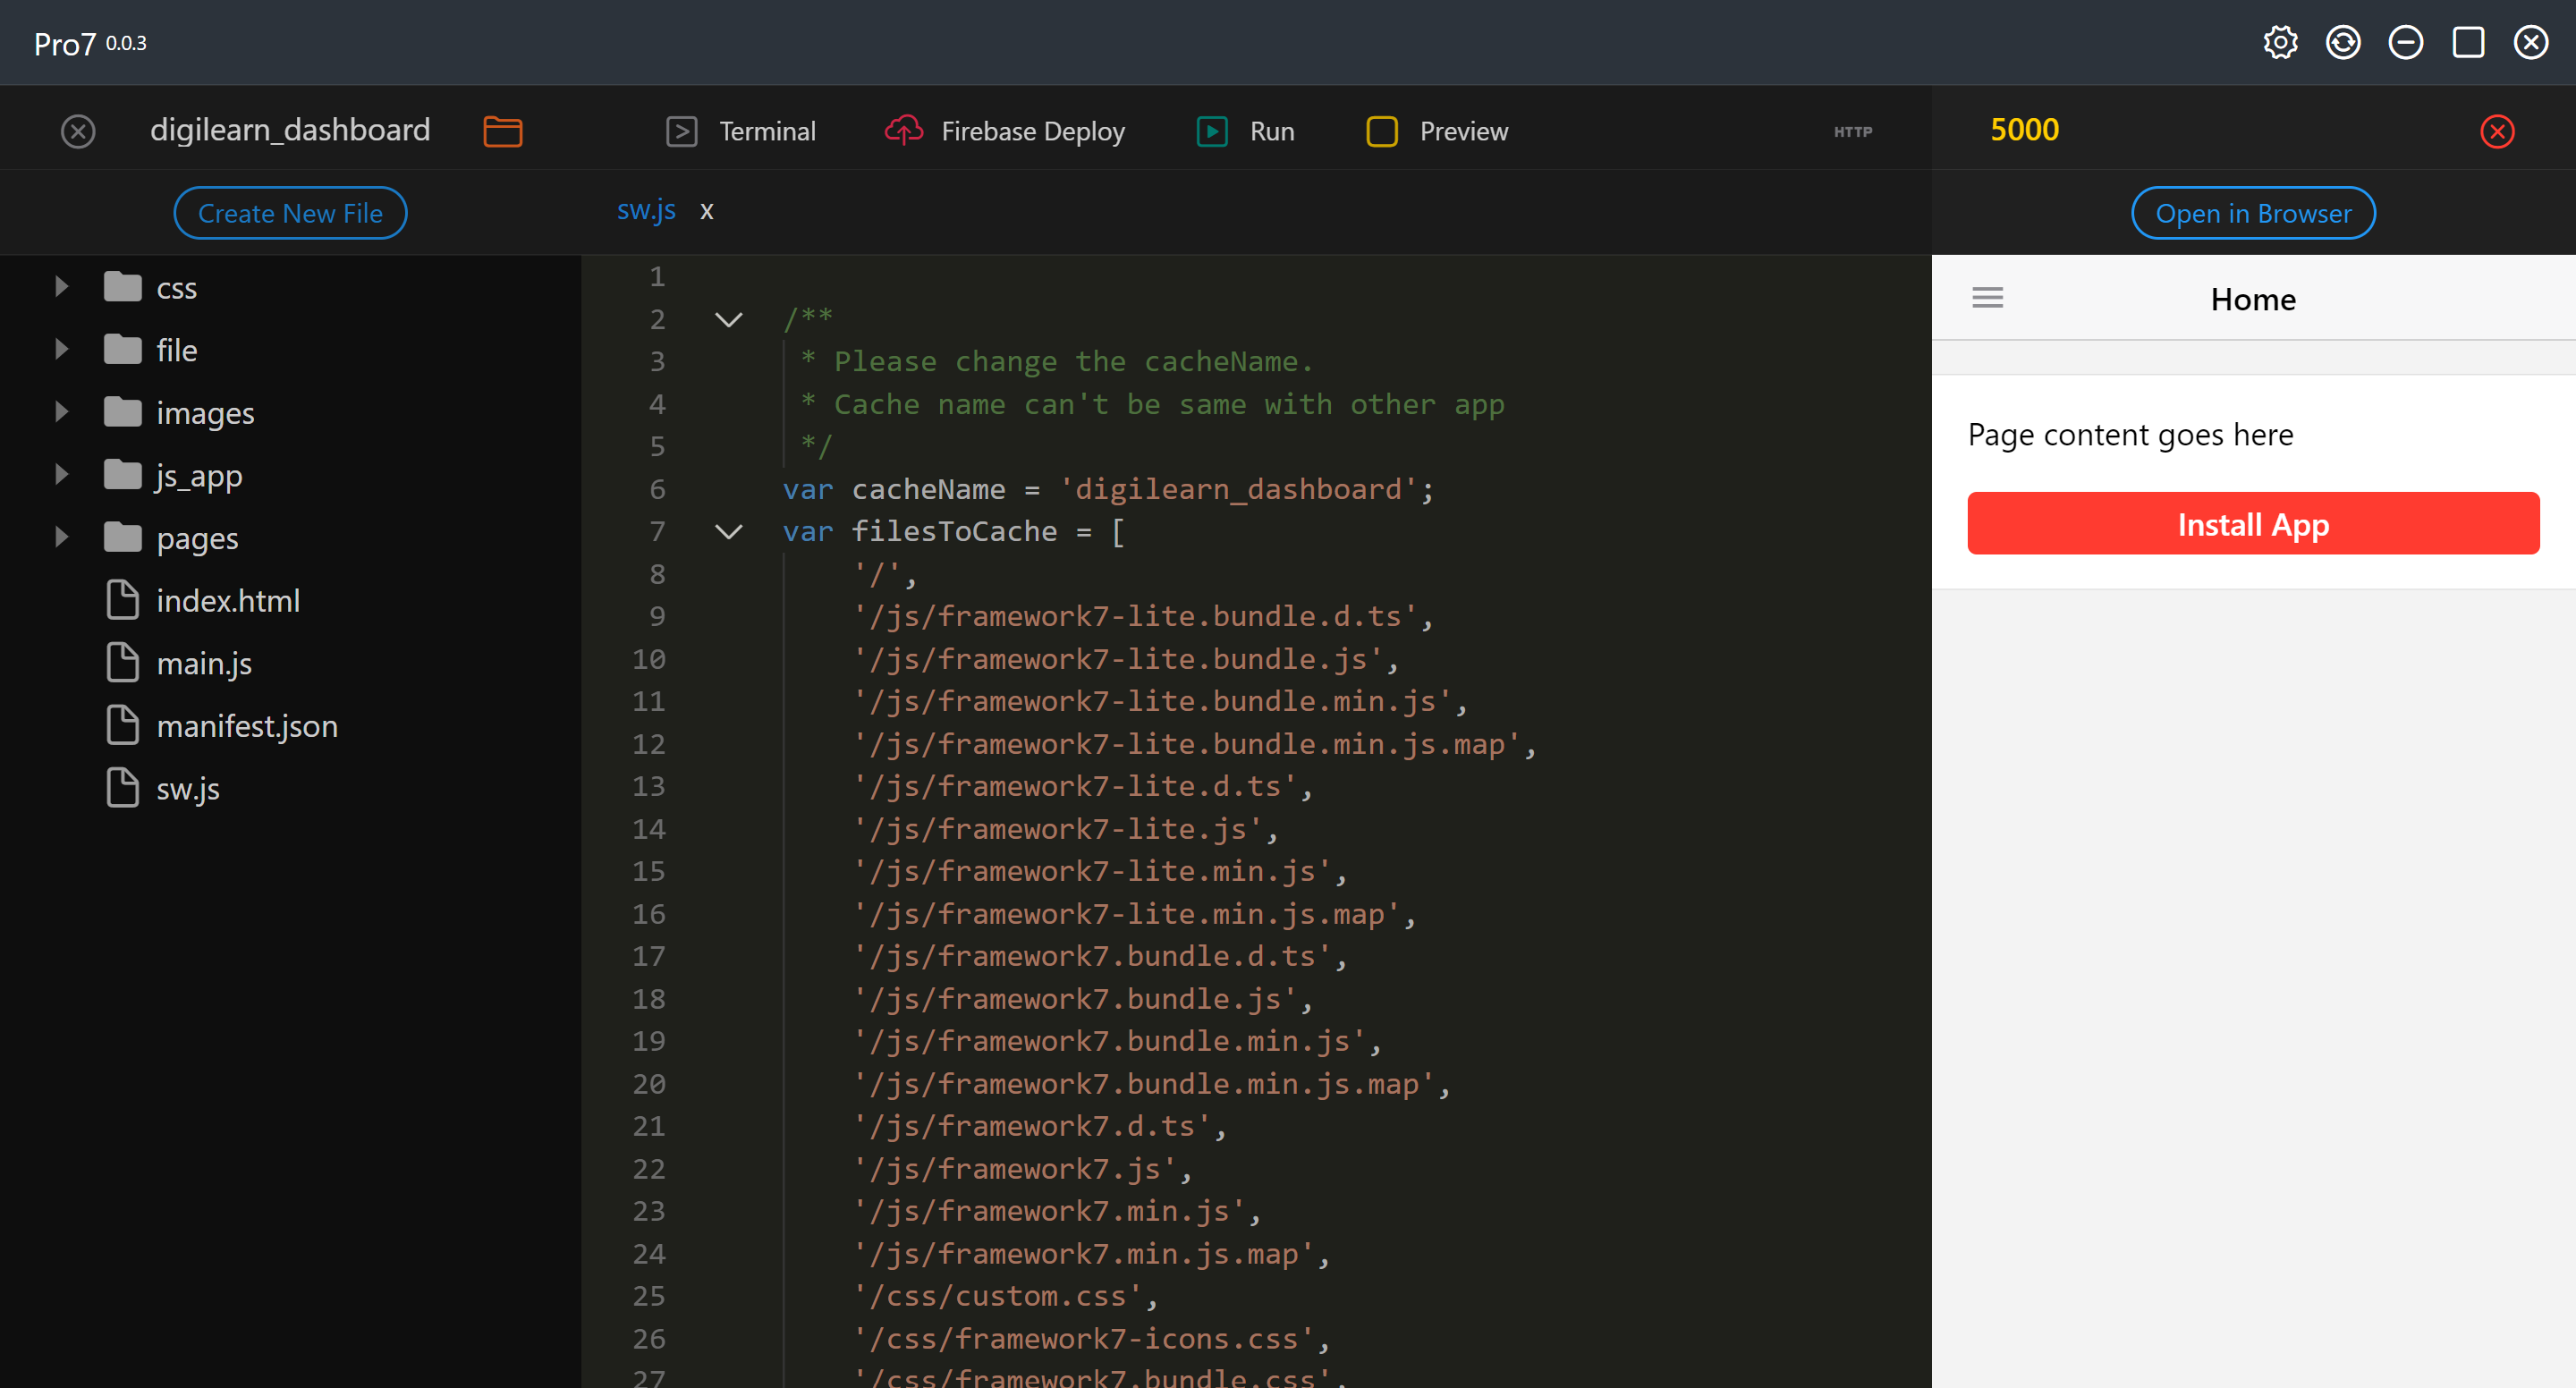 Pro7 0.0.3
digilearn_dashboard
Terminal
Firebase Deploy
Run
Preview
HTTP
5000
Create New File
sw.js x
Open in Browser
css
file
images
js_app
pages
index.html
main.js
manifest.json
sw.js
1
2 /**
3 * Please change the cacheName.
4 * Cache name can't be same with other app
5 */
6 var cacheName = 'digilearn_dashboard';
7 var filesToCache = [
8 '/',
9 '/js/framework7-lite.bundle.d.ts',
10 '/js/framework7-lite.bundle.js',
11 '/js/framework7-lite.bundle.min.js',
12 '/js/framework7-lite.bundle.min.js.map',
13 '/js/framework7-lite.d.ts',
14 '/js/framework7-lite.js',
15 '/js/framework7-lite.min.js',
16 '/js/framework7-lite.min.js.map',
17 '/js/framework7.bundle.d.ts',
18 '/js/framework7.bundle.js',
19 '/js/framework7.bundle.min.js',
20 '/js/framework7.bundle.min.js.map',
21 '/js/framework7.d.ts',
22 '/js/framework7.js',
23 '/js/framework7.min.js',
24 '/js/framework7.min.js.map',
25 '/css/custom.css',
26 '/css/framework7-icons.css',
27 '/css/framework7.bundle.css',
Home
Page content goes here
Install App